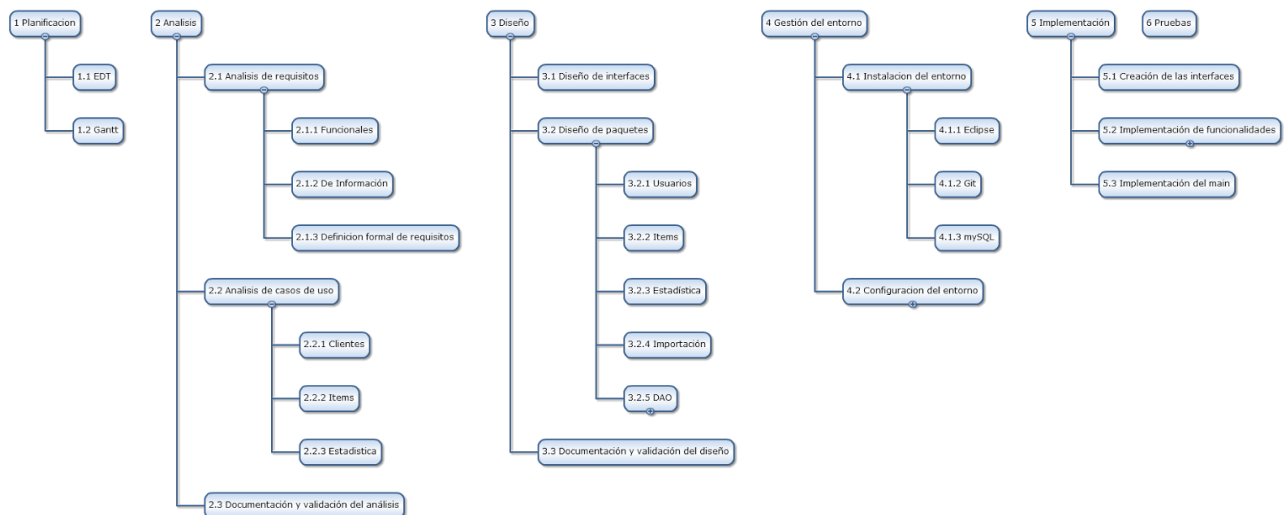 1 Planificacion
1.1 EDT
1.2 Gantt
2 Analisis
2.1 Analisis de requisitos
2.1.1 Funcionales
2.1.2 De Información
2.1.3 Definicion formal de requisitos
2.2 Analisis de casos de uso
2.2.1 Clientes
2.2.2 Items
2.2.3 Estadistica
2.3 Documentación y validación del análisis
3 Diseño
3.1 Diseño de interfaces
3.2 Diseño de paquetes
3.2.1 Usuarios
3.2.2 Items
3.2.3 Estadística
3.2.4 Importación
3.2.5 DAO
3.3 Documentación y validación del diseño
4 Gestión del entorno
4.1 Instalacion del entorno
4.1.1 Eclipse
4.1.2 Git
4.1.3 mySQL
4.2 Configuracion del entorno
5 Implementación
5.1 Creación de las interfaces
5.2 Implementación de funcionalidades
5.3 Implementación del main
6 Pruebas